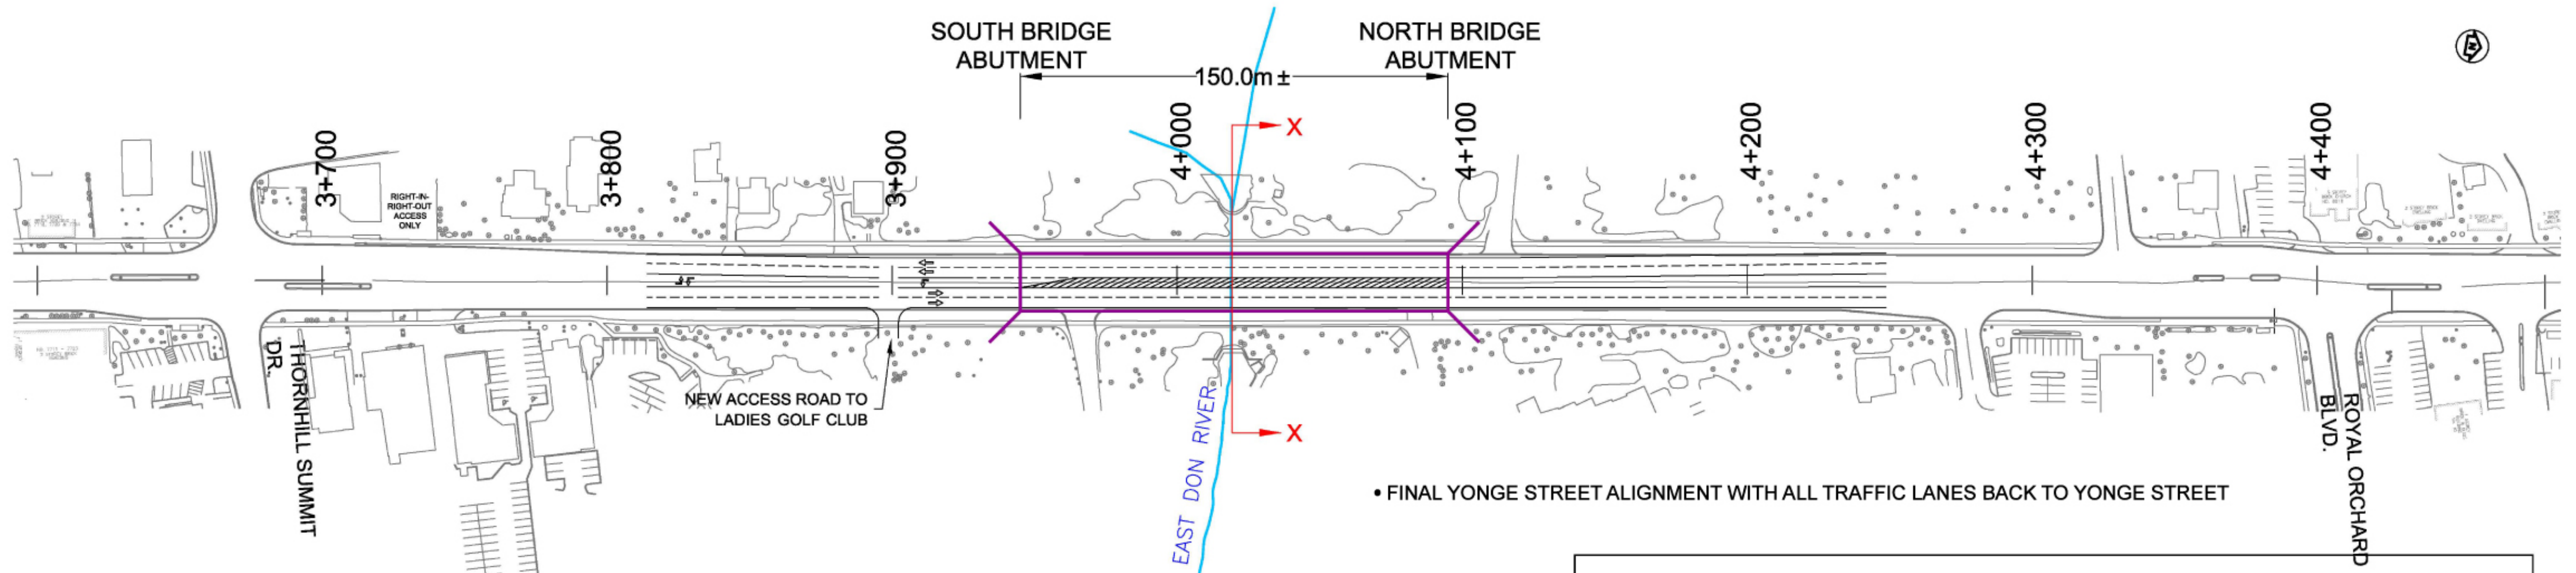 SOUTH BRIDGE
ABUTMENT
NORTH BRIDGE
ABUTMENT
150.0m ±
N
3+700
3+800
3+900
4+000
4+100
4+200
4+300
4+400
X
RIGHT-IN-
RIGHT-OUT
ACCESS
ONLY
THORNHILL SUMMIT
DR.
NEW ACCESS ROAD TO
LADIES GOLF CLUB
EAST DON RIVER
X
ROYAL ORCHARD
BLVD.
• FINAL YONGE STREET ALIGNMENT WITH ALL TRAFFIC LANES BACK TO YONGE STREET